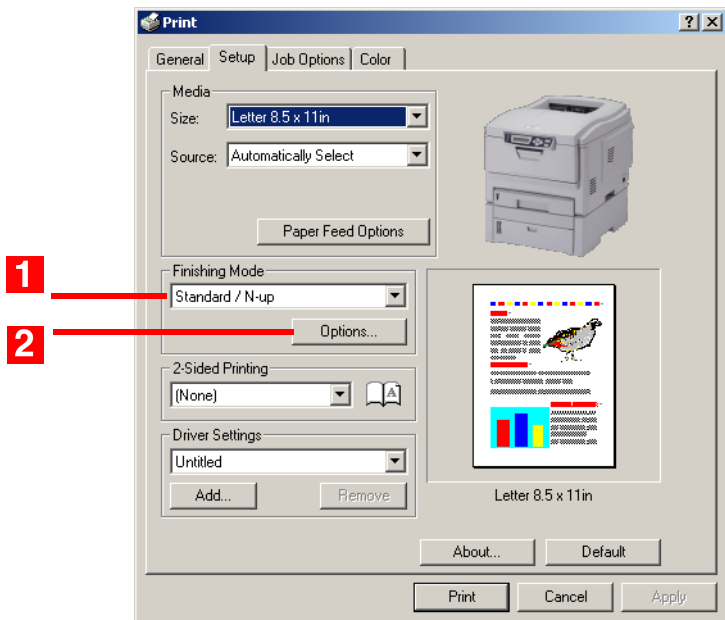 Print
General Setup Job Options Color
Media
Size: Letter 8.5 x 11in
Source: Automatically Select
Paper Feed Options
1
Finishing Mode
Standard / N-up
2
Options...
2-Sided Printing
(None)
A
Driver Settings
Untitled
Add... Remove
Letter 8.5 x 11in
About... Default
Print Cancel Apply